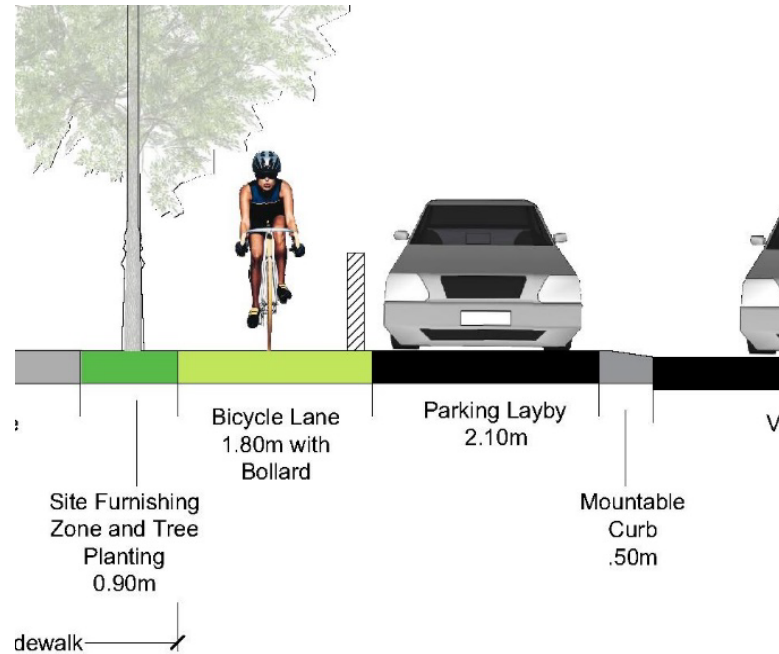 Bicycle Lane
1.80m with
Bollard
Parking Layby
2.10m
Site Furnishing
Zone and Tree
Planting
0.90m
Mountable
Curb
.50m
dewalk